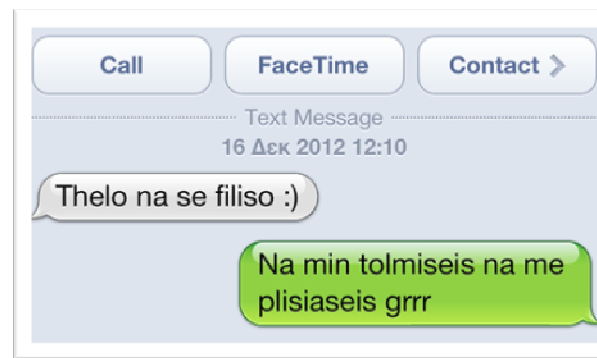 Call FaceTime Contact
Text Message
16 Δεκ 2012 12:10
Thelo na se filiso :)
Na min tolmiseis na me
plisiaseis grrr